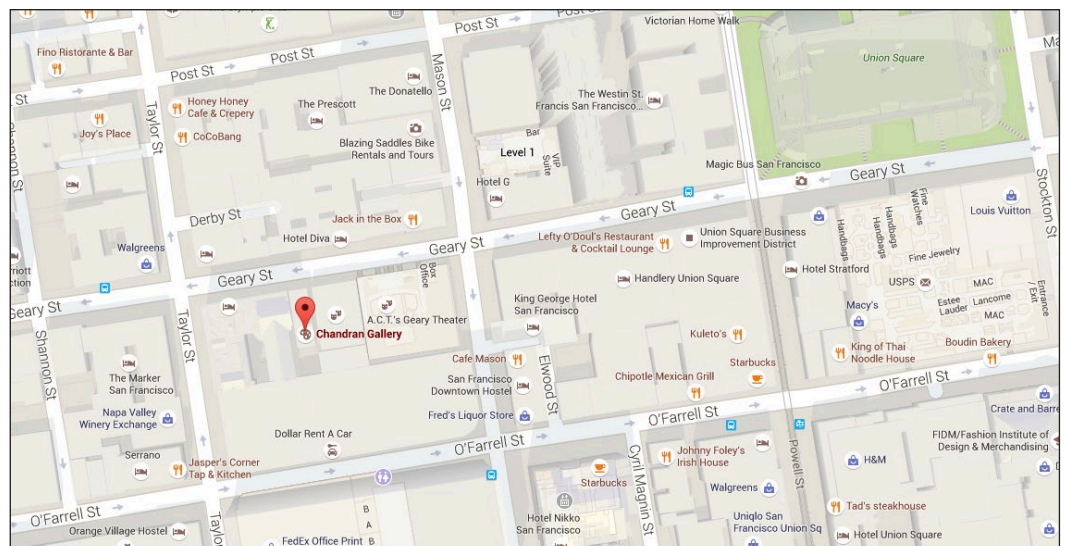 Post St
Post St
Post St
Victorian Home Walk
Union Square
Fino Ristorante & Bar
Post St
Mason St
Taylor St
The Donatello
Honey Honey
Cafe & Crepery
The Prescott
The Westin St.
Francis San Francisco...
Joy's Place
CoCoBang
Blazing Saddles Bike
Rentals and Tours
Bar
Level 1
VIP
Suite
Shannon St
Magic Bus San Francisco
Geary St
Stockton St
Hotel G
Louis Vuitton
Derby St
Jack in the Box
Geary St
Fine
Watches
Handbags
Handbags
Handbags
Walgreens
Hotel Diva
Geary St
Lefty O'Doul's Restaurant
& Cocktail Lounge
Union Square Business
Improvement District
Fine Jewelry
Geary St
Box
Office
Handlery Union Square
Hotel Stratford
USPS
MAC
Geary St
King George Hotel
San Francisco
Macy's
Estee
Lauder
Lancome
MAC
Entrance
/ Exit
A.C.T.'s Geary Theater
Chandran Gallery
Taylor St
Shannon St
Kuleto's
King of Thai
Noodle House
Boudin Bakery
Cafe Mason
Elwood St
Starbucks
The Marker
San Francisco
San Francisco
Downtown Hostel
Chipotle Mexican Grill
O'Farrell St
Napa Valley
Winery Exchange
Fred's Liquor Store
O'Farrell St
Crate and Barre
Dollar Rent A Car
O'Farrell St
FIDM/Fashion Institute of
Design & Merchandising
Serrano
Jasper's Corner
Tap & Kitchen
Johnny Foley's
Irish House
Powell St
H&M
Starbucks
Cyril Magnin St
Walgreens
O'Farrell St
Tad's steakhouse
Orange Village Hostel
FedEx Office Print
B
A
B
Hotel Nikko
San Francisco
Uniqlo San
Francisco Union Sq
Hotel Union Square